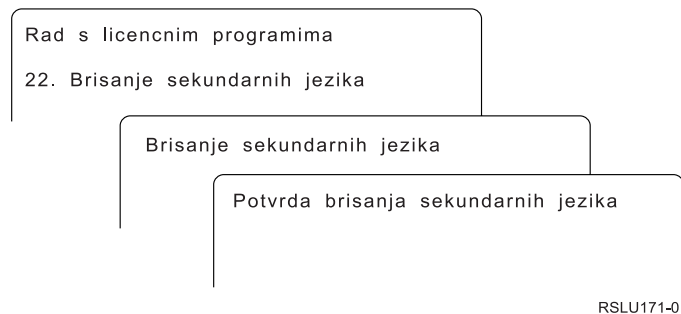 Rad s licencnim programima
22. Brisanje sekundarnih jezika
Brisanje sekundarnih jezika
Potvrda brisanja sekundarnih jezika
RSLU171-0